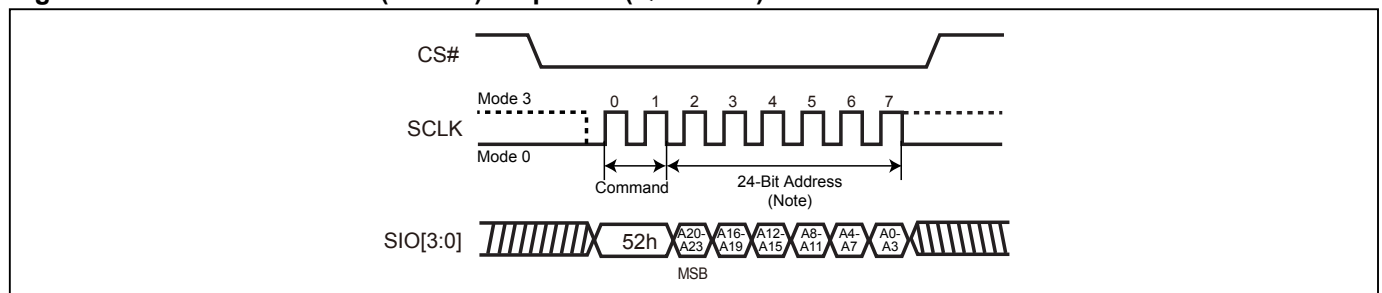 CS#
Mode 3
0 1 2 3 4 5 6 7
SCLK
Mode 0
Command
24-Bit Address
(Note)
SIO[3:0]
52h
A20-
A23
A16-
A19
A12-
A15
A8-
A11
A4-
A7
A0-
A3
MSB